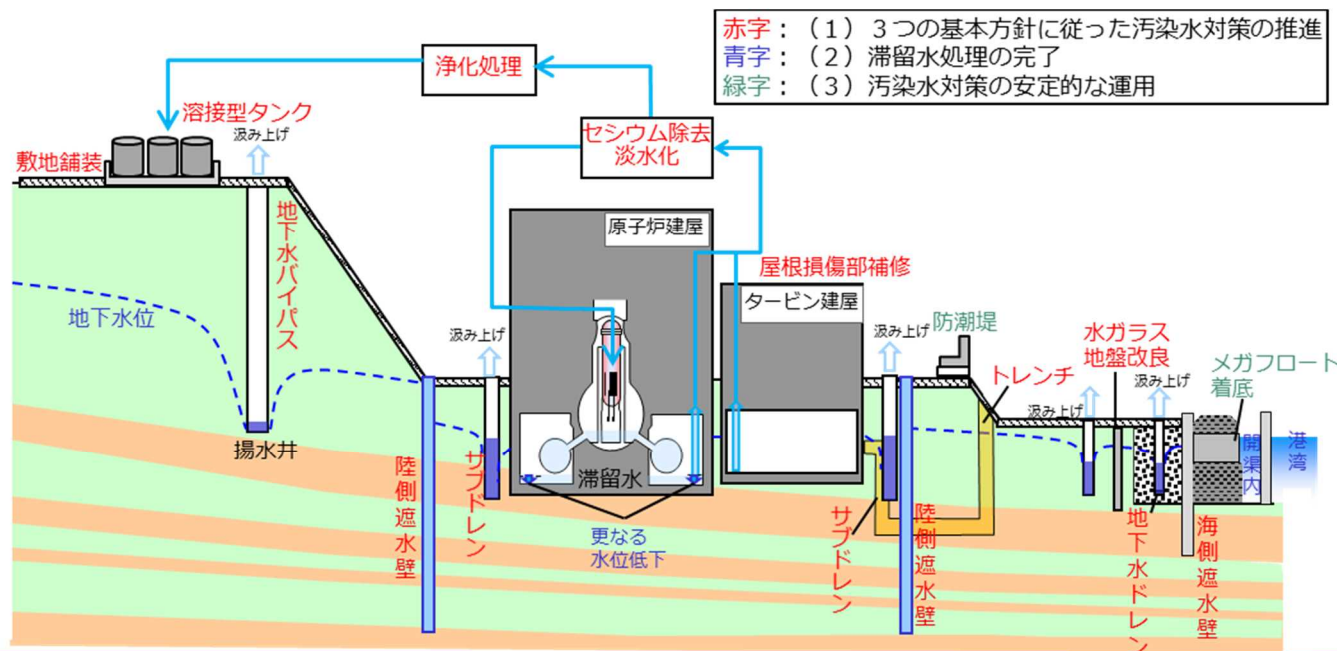 赤字：（１）３つの基本方針に従った汚染水対策の推進
青字：（２）滞留水処理の完了
緑字：（３）汚染水対策の安定的な運用
浄化処理
溶接型タンク
汲み上げ
敷地舗装
セシウム除去
淡水化
地下水バイパス
原子炉建屋
屋根損傷部補修
タービン建屋
地下水位
汲み上げ
汲み上げ
防潮堤
水ガラス
地盤改良
メガフロート
着底
トレンチ
汲み上げ
汲み上げ
揚水井
陸側遮水壁
サブドレン
滞留水
更なる
水位低下
サブドレン
陸側遮水壁
地下水ドレン
海側遮水壁
開渠内
港湾